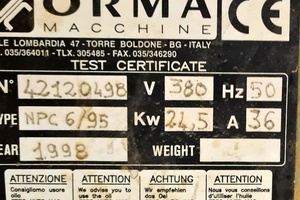 ORMA
MACCHINE CE
LE LOMBARDIA 47 - TORRE BOLDONE - BG - ITALY
. 035/364011 - TLX. 305485 - FAX. 035/346290
TEST CERTIFICATE
N° 42120498 V 380 Hz 50
TYPE NPC 6/95 Kw 21,5 A 36
EAR 1998 WEIGHT
ATTENZIONE ATTENTION ACHTUNG ATTENTION
Consigliamo usare We advise you to Wir empfehlen Nous vous conseillons
olio use the oil das Oel d'utiliser l'huile